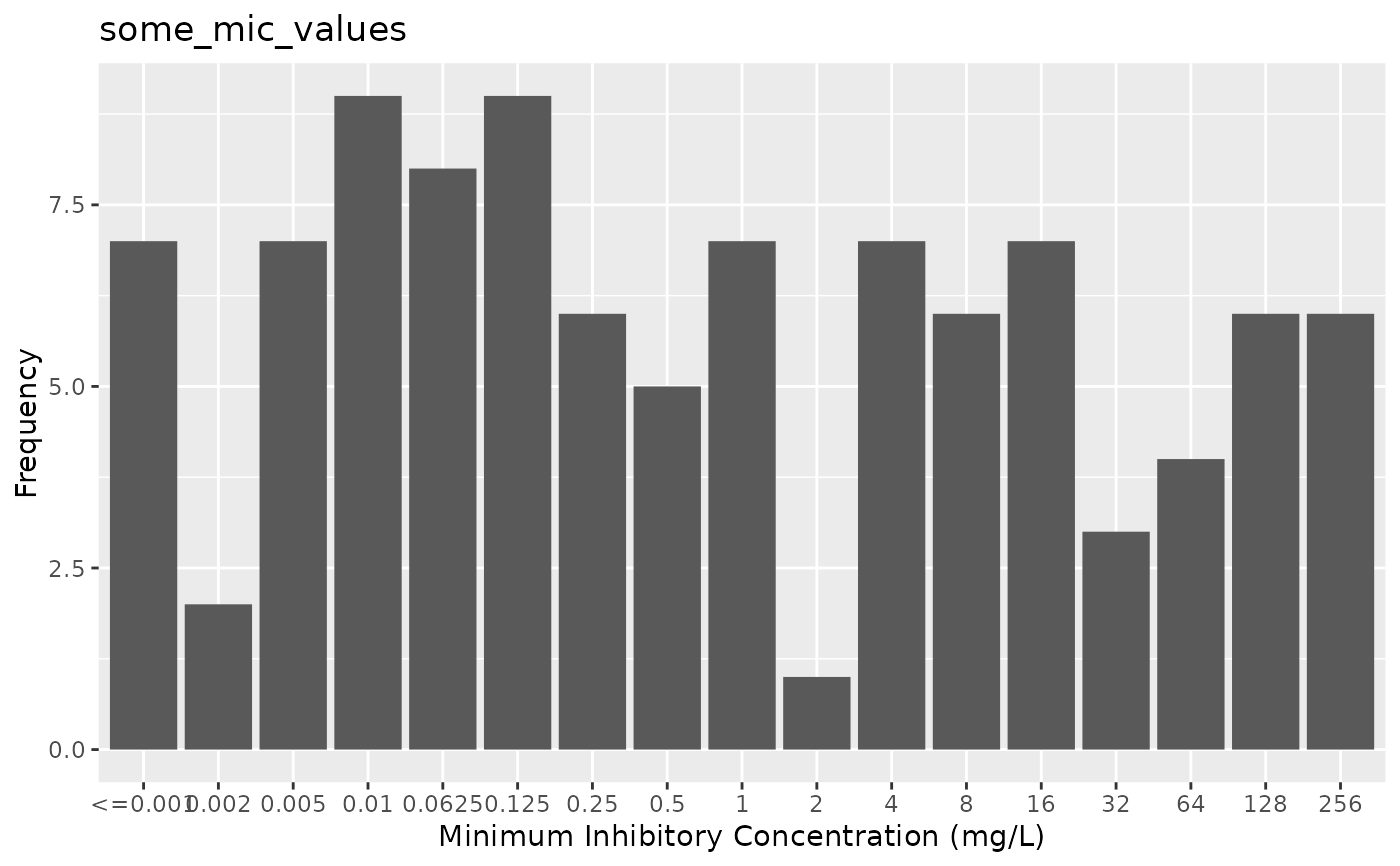 some_mic_values
Frequency
7.5
5.0
2.5
0.0
<=0.001 0.002 0.005 0.01 0.0625 0.125 0.25 0.5 1 2 4 8 16 32 64 128 256
Minimum Inhibitory Concentration (mg/L)